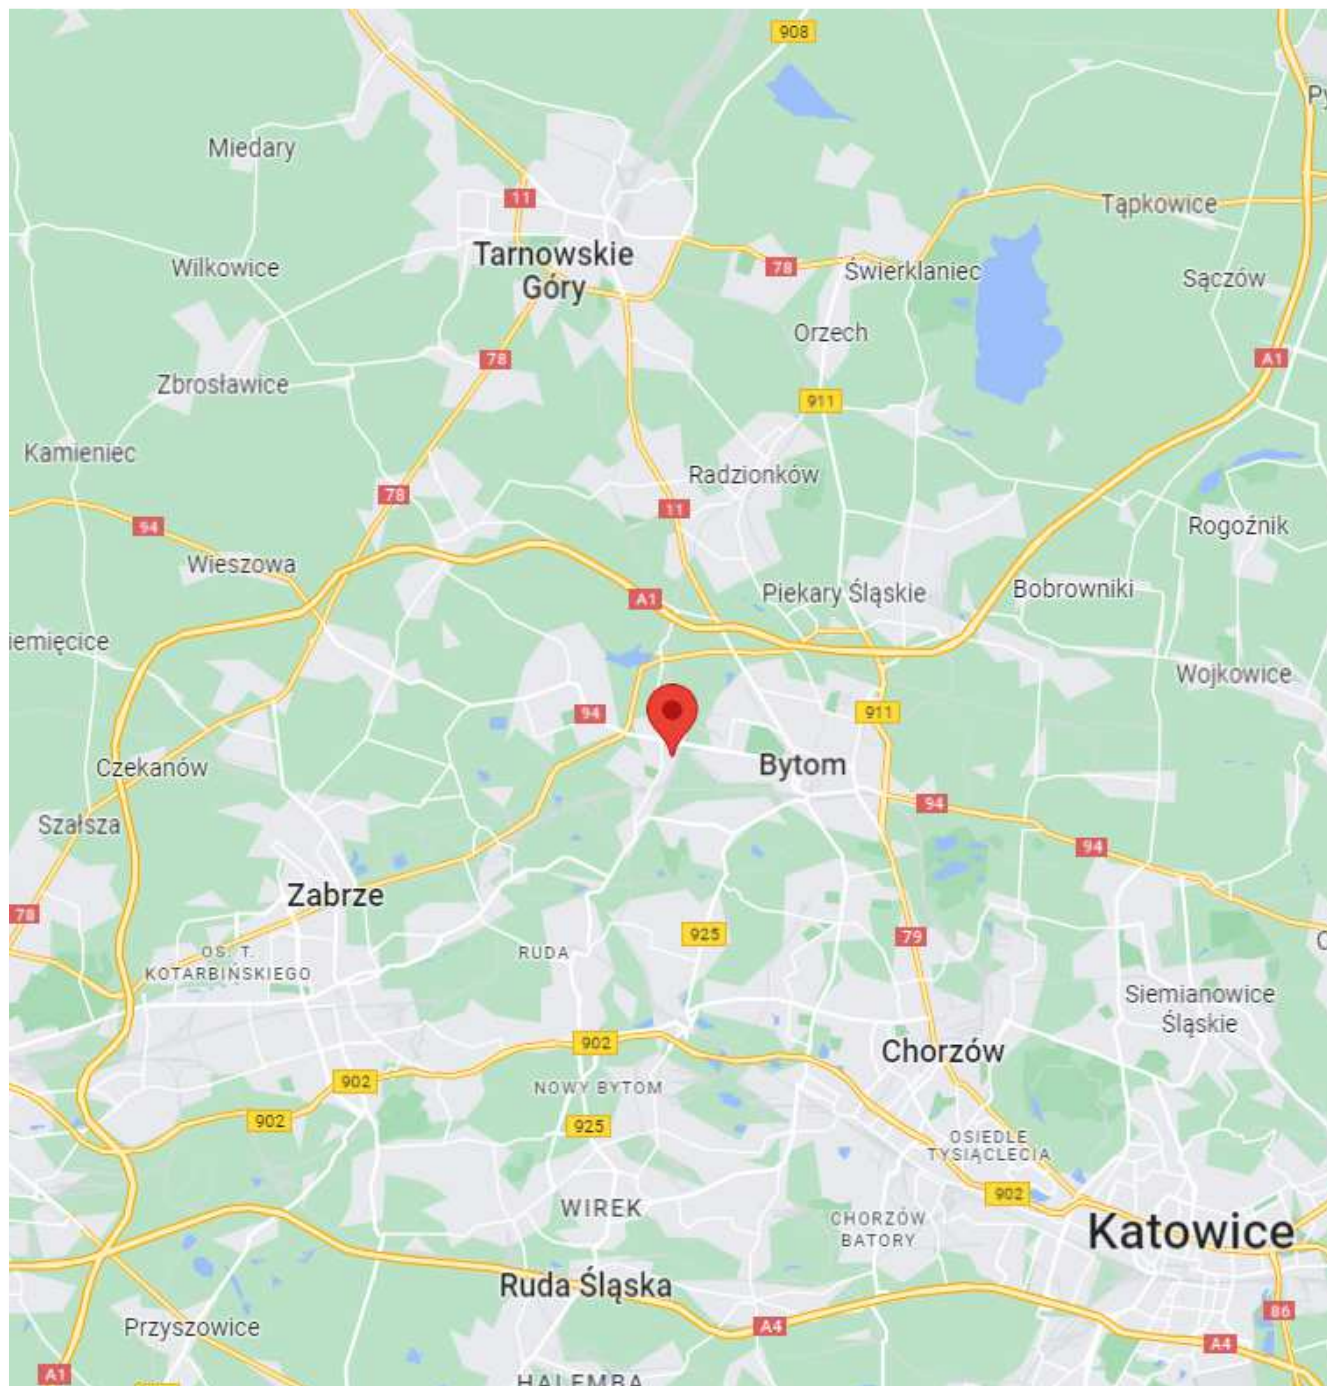 908
Py
Miedary
11
Tąpkowice
Tarnowskie
Góry
Wilkowice
78
Świerklaniec
Sączów
Orzech
78
A1
Zbrosławice
911
Kamieniec
Radzionków
78
11
94
Rogoźnik
Wieszowa
A1
Piekary Śląskie
Bobrowniki
iemięcice
Wojkowice
94
911
Czekanów
Bytom
94
Szałsza
94
Zabrze
78
925
79
OS. T.
KOTARBIŃSKIEGO
RUDA
Siemianowice
Śląskie
902
Chorzów
902
NOWY BYTOM
902
925
OSIEDLE
TYSIĄCLECIA
902
WIREK
CHORZÓW
BATORY
Katowice
Ruda Śląska
86
Przyszowice
A4
A4
A1
HALEMBA